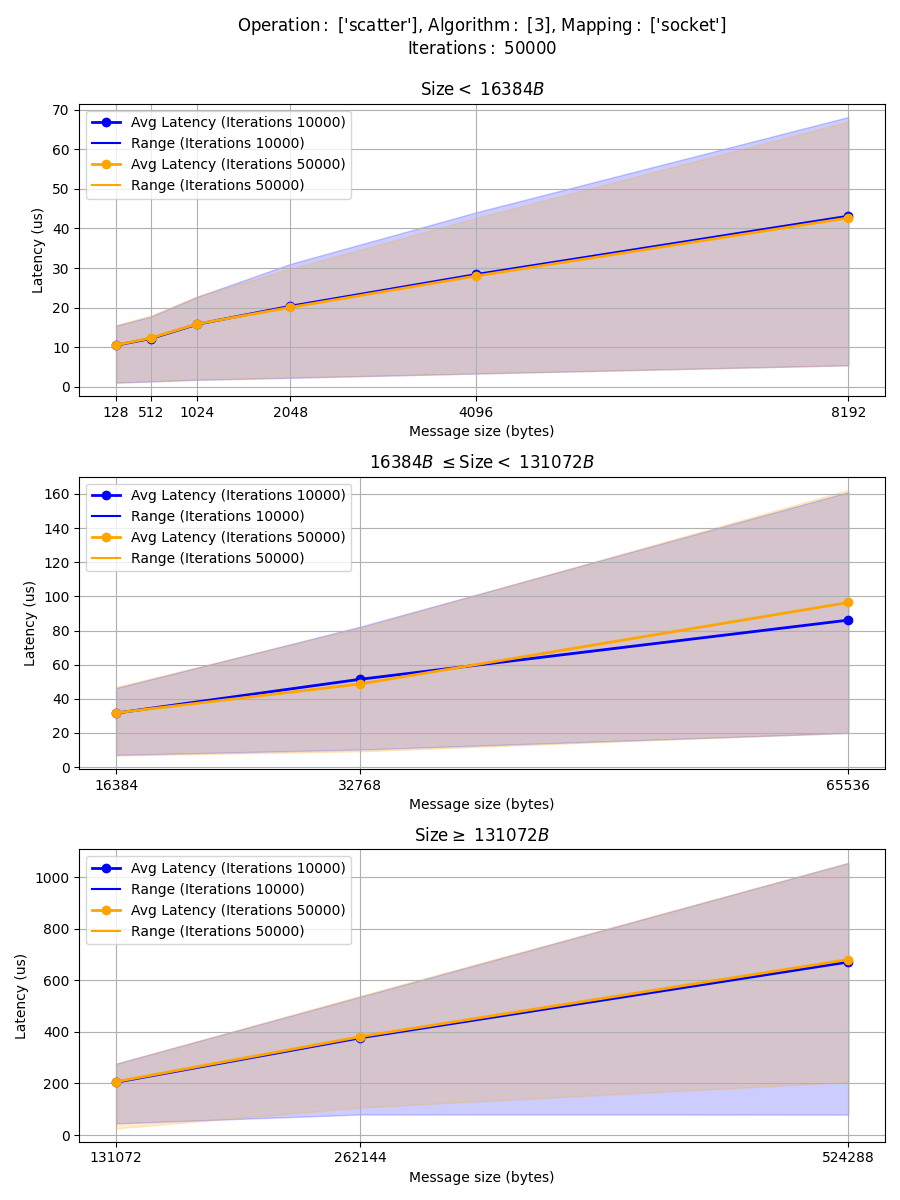 Operation : ['scatter'], Algorithm : [3], Mapping : ['socket']
Iterations : 50000
Size < 16384B
70
60
50
40
30
20
10
0
Latency (us)
Avg Latency (Iterations 10000)
Range (Iterations 10000)
Avg Latency (Iterations 50000)
Range (Iterations 50000)
128 512 1024 2048 4096 8192
Message size (bytes)
16384B ≤ Size < 131072B
160
140
120
100
80
60
40
20
0
Latency (us)
Avg Latency (Iterations 10000)
Range (Iterations 10000)
Avg Latency (Iterations 50000)
Range (Iterations 50000)
16384 32768 65536
Message size (bytes)
Size ≥ 131072B
1000
800
600
400
200
0
Latency (us)
Avg Latency (Iterations 10000)
Range (Iterations 10000)
Avg Latency (Iterations 50000)
Range (Iterations 50000)
131072 262144 524288
Message size (bytes)